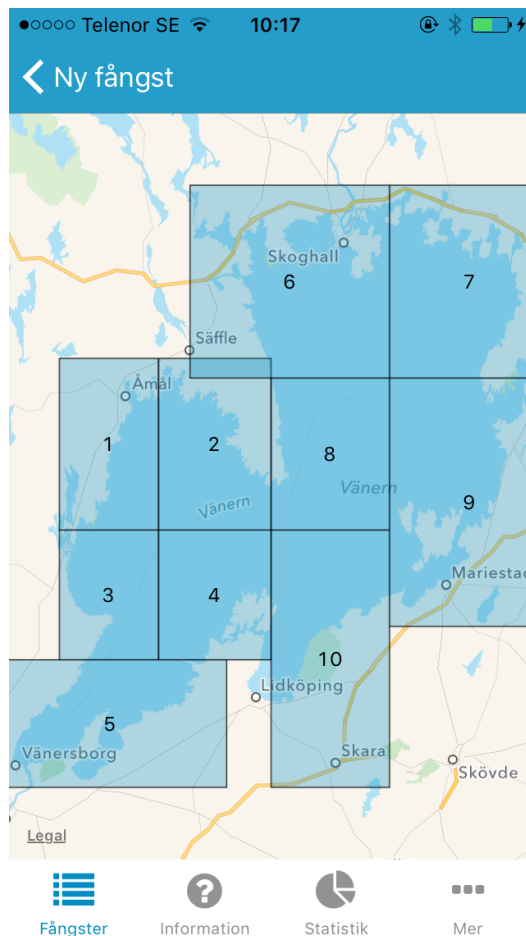 Telenor SE 10:17
Ny fångst
Skoghall
6
7
Säffle
Åmål
1
2
8
Vänern
Vänern
9
3
4
Mariestad
10
Lidköping
5
Vänersborg
Skara
Skövde
Legal
Fångster Information Statistik Mer